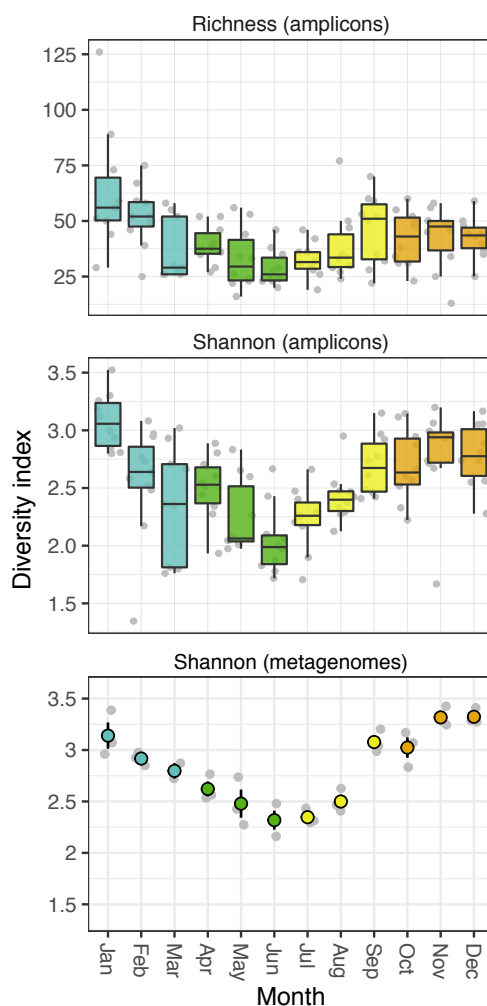 Richness (amplicons)
125
100
75
50
25
Shannon (amplicons)
3.5
3.0
2.5
2.0
1.5
Diversity index
Shannon (metagenomes)
3.5
3
2.5
2
1.5
Jan
Feb
Mar
Apr
May
Jun
Jul
Aug
Sep
Oct
Nov
Dec
Month